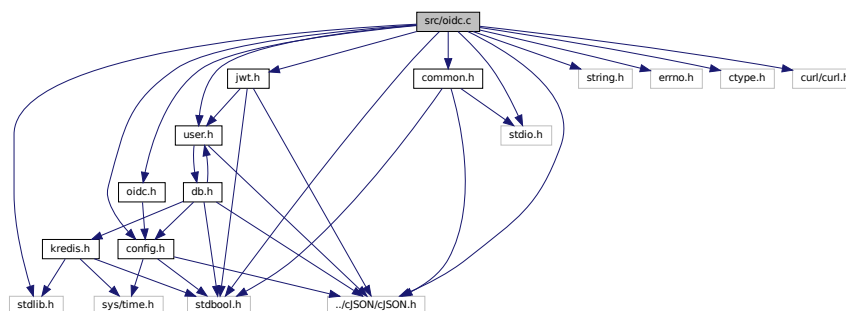 src/oidc.c
jwt.h
common.h
string.h
errno.h
ctype.h
curl/curl.h
user.h
stdio.h
oidc.h
db.h
kredis.h
config.h
stdlib.h
sys/time.h
stdbool.h
../cJSON/cJSON.h